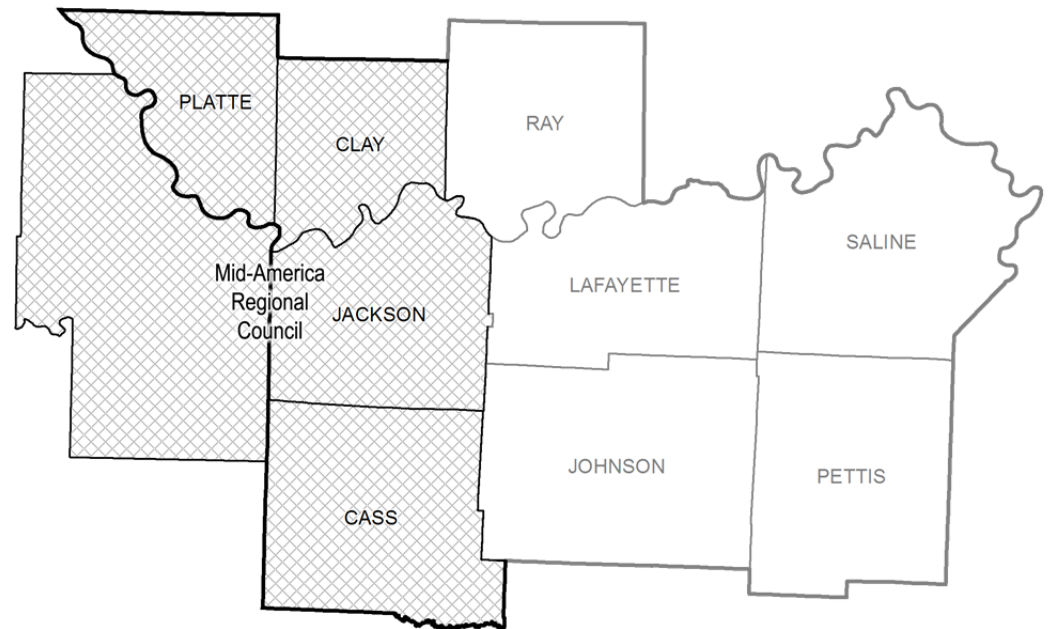 PLATTE
CLAY
RAY
SALINE
Mid-America
Regional
Council
JACKSON
LAFAYETTE
JOHNSON
PETTIS
CASS